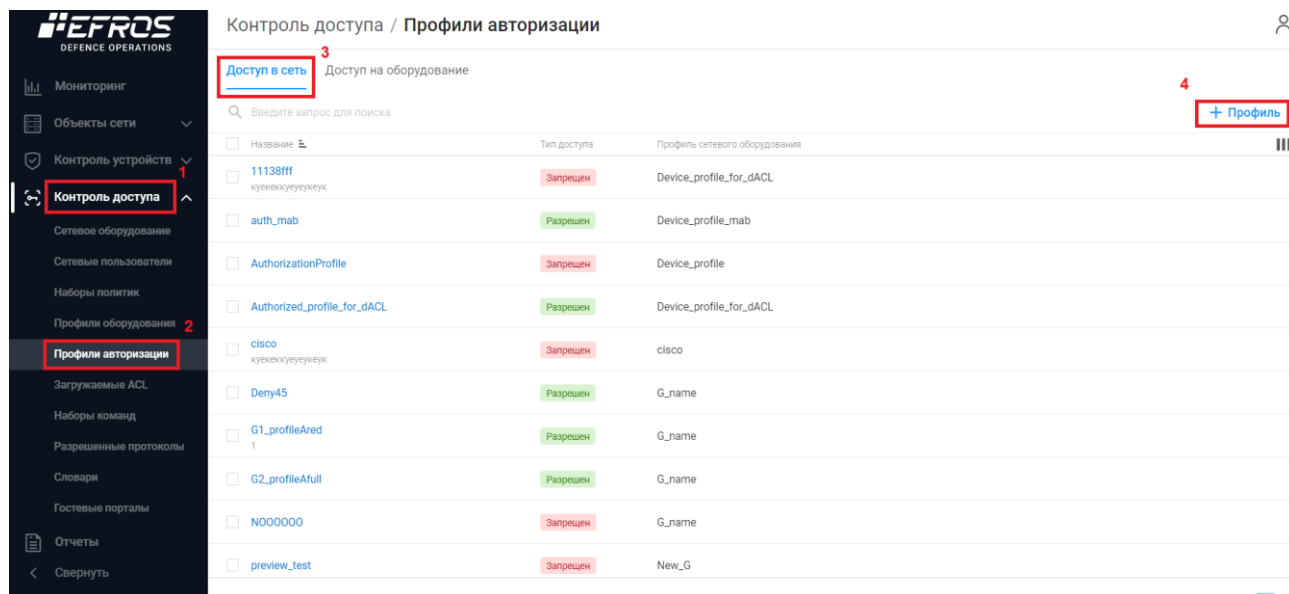 EFROS
DEFENCE OPERATIONS
Мониторинг
Объекты сети
Контроль устройств
1
Контроль доступа
Сетевое оборудование
Сетевые пользователи
Наборы политик
Профили оборудования
2
Профили авторизации
Загружаемые ACL
Наборы команд
Разрешенные протоколы
Словари
Гостевые порталы
Отчеты
Свернуть
Контроль доступа / Профили авторизации
3
Доступ в сеть Доступ на оборудование
4
Введите запрос для поиска
+ Профиль
Название Тип доступа Профиль сетевого оборудования
11138fff Запрещен Device_profile_for_dACL
куекеккуеуеукеук
auth_mab Разрешен Device_profile_mab
AuthorizationProfile Запрещен Device_profile
Authorized_profile_for_dACL Разрешен Device_profile_for_dACL
cisco Запрещен cisco
куекеккуеуеукеук
Deny45 Разрешен G_name
G1_profileAred Разрешен G_name
1
G2_profileAfull Разрешен G_name
NOOOOOO Запрещен G_name
preview_test Запрещен New_G